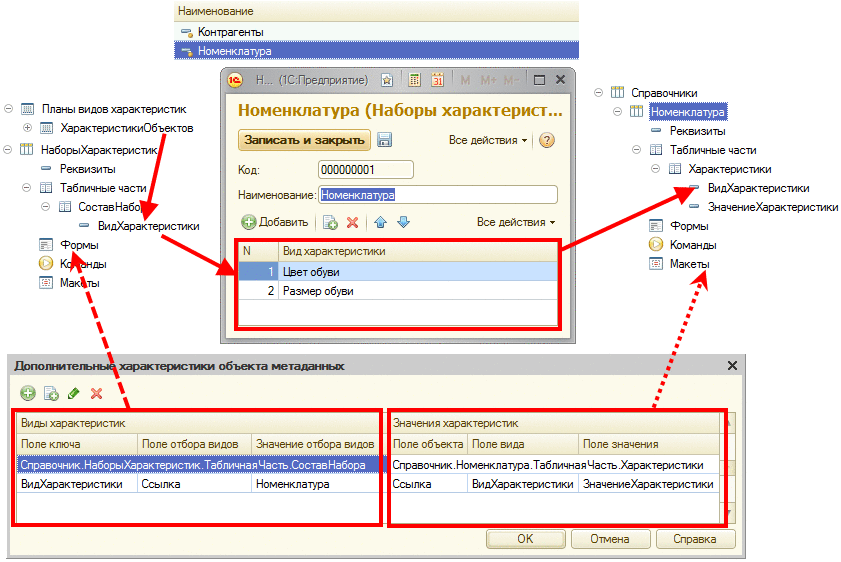 Наименование
Контрагенты
Номенклатура
Планы видов характеристик
ХарактеристикиОбъектов
НаборыХарактеристик
Реквизиты
Табличные части
СоставНабо
ВидХарактеристики
Формы
Команды
Макеты
Н... (1С:Предприятие)
31 M M+ M-
Номенклатура (Наборы характерист...
Записать и закрыть Все действия
Код: 000000001
Наименование: Номенклатура
Добавить Все действия
N Вид характеристики
1 Цвет обуви
2 Размер обуви
Справочники
Номенклатура
Реквизиты
Табличные части
Характеристики
ВидХарактеристики
ЗначениеХарактеристики
Формы
Команды
Макеты
Дополнительные характеристики объекта метаданных
Виды характеристик Значения характеристик
Поле ключа Поле отбора видов Значение отбора видов Поле объекта Поле вида Поле значения
Справочник.НаборыХарактеристик.ТабличнаяЧасть.СоставНабора Справочник.Номенклатура.ТабличнаяЧасть.Характеристики
ВидХарактеристики Ссылка Номенклатура Ссылка ВидХарактеристики ЗначениеХарактеристики
OK Отмена Справка